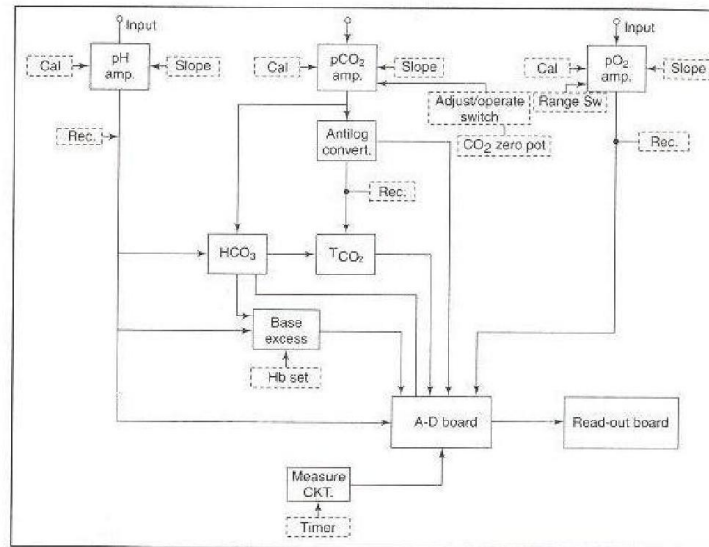 Input
Input
Input
Cal
pH
amp.
Slope
Cal
pCO₂
amp.
Slope
Cal
pO₂
amp.
Slope
Adjust/operate
switch
Range Sw
CO₂ zero pot
Rec.
Antilog
convert.
Rec.
Rec.
HCO₃
TCO₂
Base
excess
Hb set
A-D board
Read-out board
Measure
CKT.
Timer